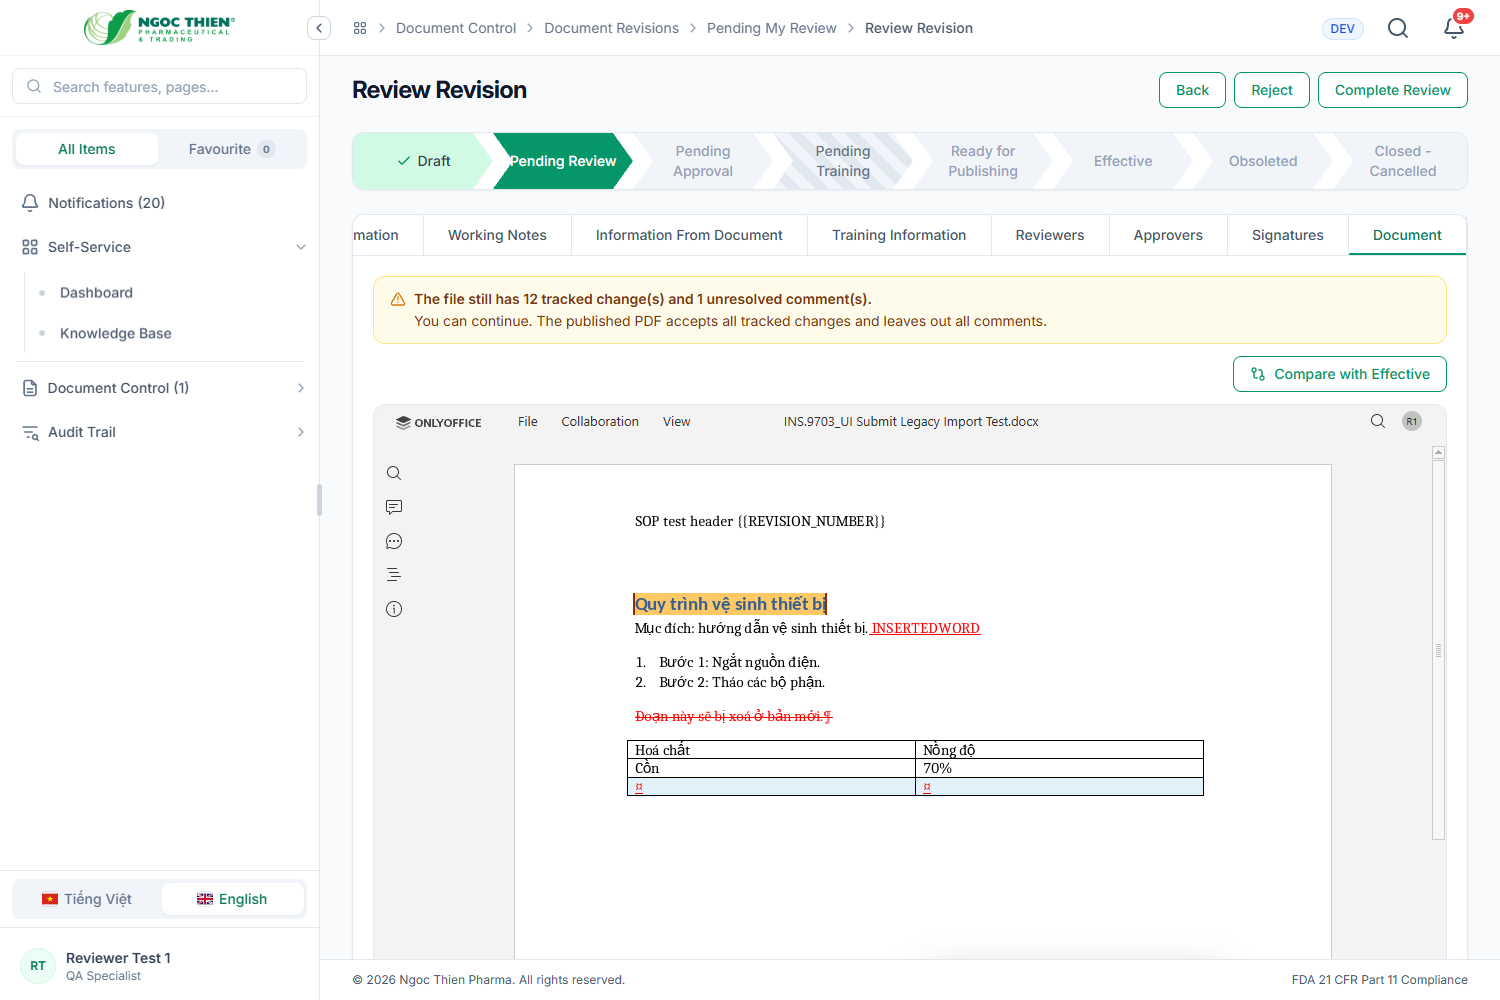 NGOC THIEN®
PHARMACEUTICAL
& TRADING
Document Control
Document Revisions
Pending My Review
Review Revision
DEV
9+
Search features, pages...
All Items
Favourite 0
Notifications (20)
Self-Service
Dashboard
Knowledge Base
Document Control (1)
Audit Trail
Tiếng Việt
English
RT
Reviewer Test 1
QA Specialist
Review Revision
Back
Reject
Complete Review
Draft
Pending Review
Pending
Approval
Pending
Training
Ready for
Publishing
Effective
Obsoleted
Closed -
Cancelled
mation
Working Notes
Information From Document
Training Information
Reviewers
Approvers
Signatures
Document
The file still has 12 tracked change(s) and 1 unresolved comment(s).
You can continue. The published PDF accepts all tracked changes and leaves out all comments.
Compare with Effective
ONLYOFFICE
File
Collaboration
View
INS.9703_UI Submit Legacy Import Test.docx
R1
SOP test header {{REVISION_NUMBER}}
Quy trình vệ sinh thiết bị
Mục đích: hướng dẫn vệ sinh thiết bị. INSERTEDWORD
1. Bước 1: Ngắt nguồn điện.
2. Bước 2: Tháo các bộ phận.
Đoạn này sẽ bị xoá ở bản mới.¶
Hoá chất
Nồng độ
Cồn
70%
¤
¤
© 2026 Ngoc Thien Pharma. All rights reserved.
FDA 21 CFR Part 11 Compliance